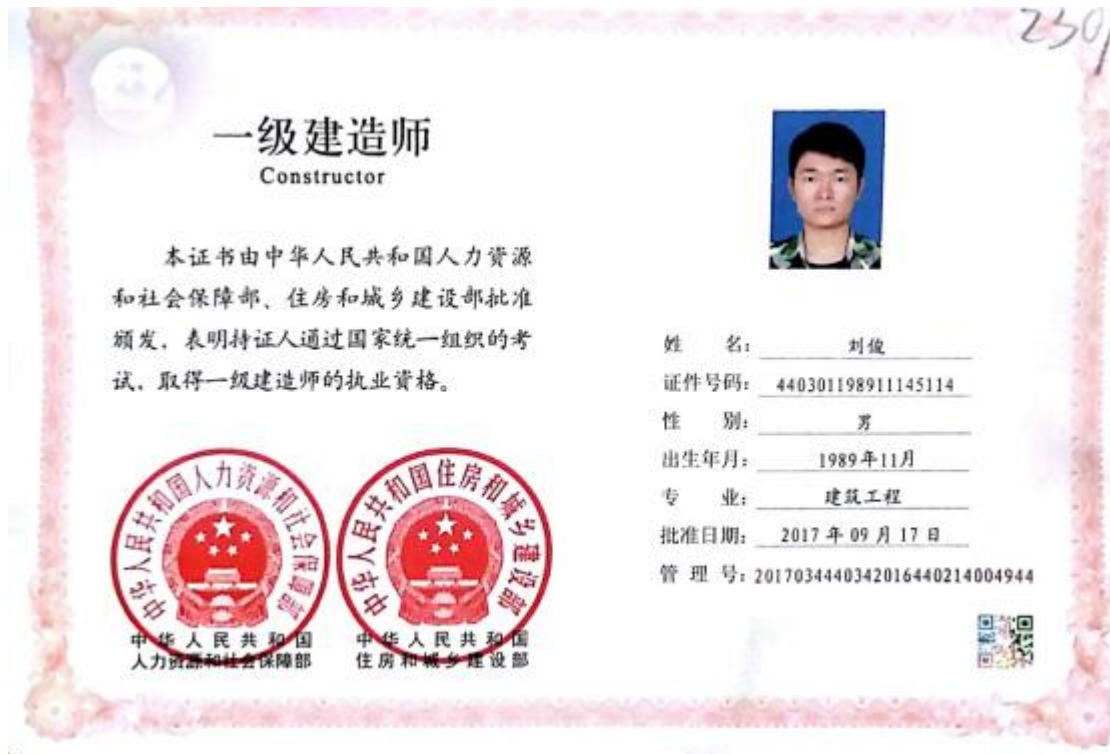 230
一级建造师
Constructor
本证书由中华人民共和国人力资源
和社会保障部、住房和城乡建设部批准
颁发，表明持证人通过国家统一组织的考
试，取得一级建造师的执业资格。
中华人民共和国人力资源和社会保障部
中华人民共和国住房和城乡建设部
中华人民共和国
人力资源和社会保障部
中华人民共和国
住房和城乡建设部
姓 名： 刘俊
证件号码： 440301198911145114
性 别： 男
出生年月： 1989年11月
专 业： 建筑工程
批准日期： 2017 年 09 月 17 日
管 理 号：2017034440342016440214004944